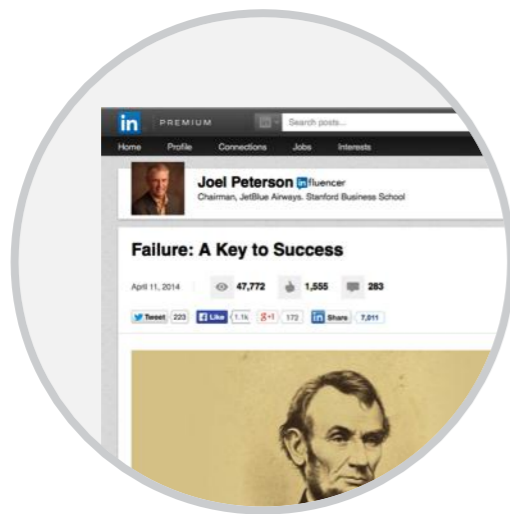 in PREMIUM in Search posts...
Home Profile Connections Jobs Interests
Joel Peterson influencer
Chairman, JetBlue Airways. Stanford Business School
Failure: A Key to Success
April 11, 2014 47,772 1,555 283
Tweet 223 Like 1.1k g+1 172 in Share 7,011